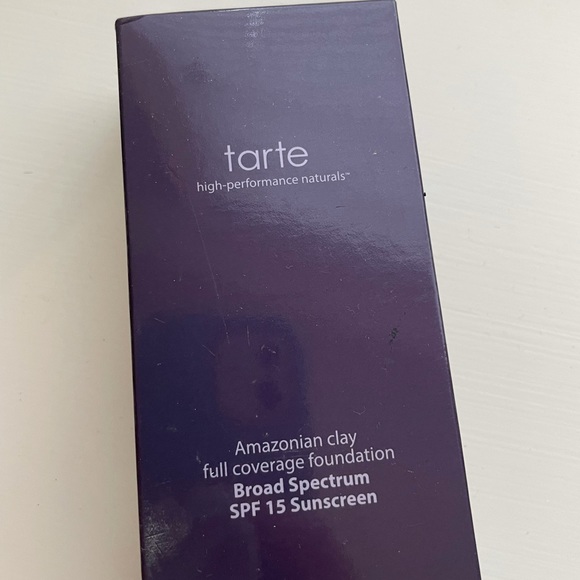 tarte
high-performance naturals™
Amazonian clay
full coverage foundation
Broad Spectrum
SPF 15 Sunscreen